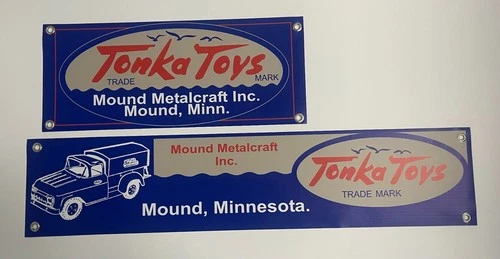 Tonka Toys
TRADE MARK
Mound Metalcraft Inc.
Mound, Minn.
Mound Metalcraft
Inc.
Tonka Toys
TRADE MARK
Mound, Minnesota.